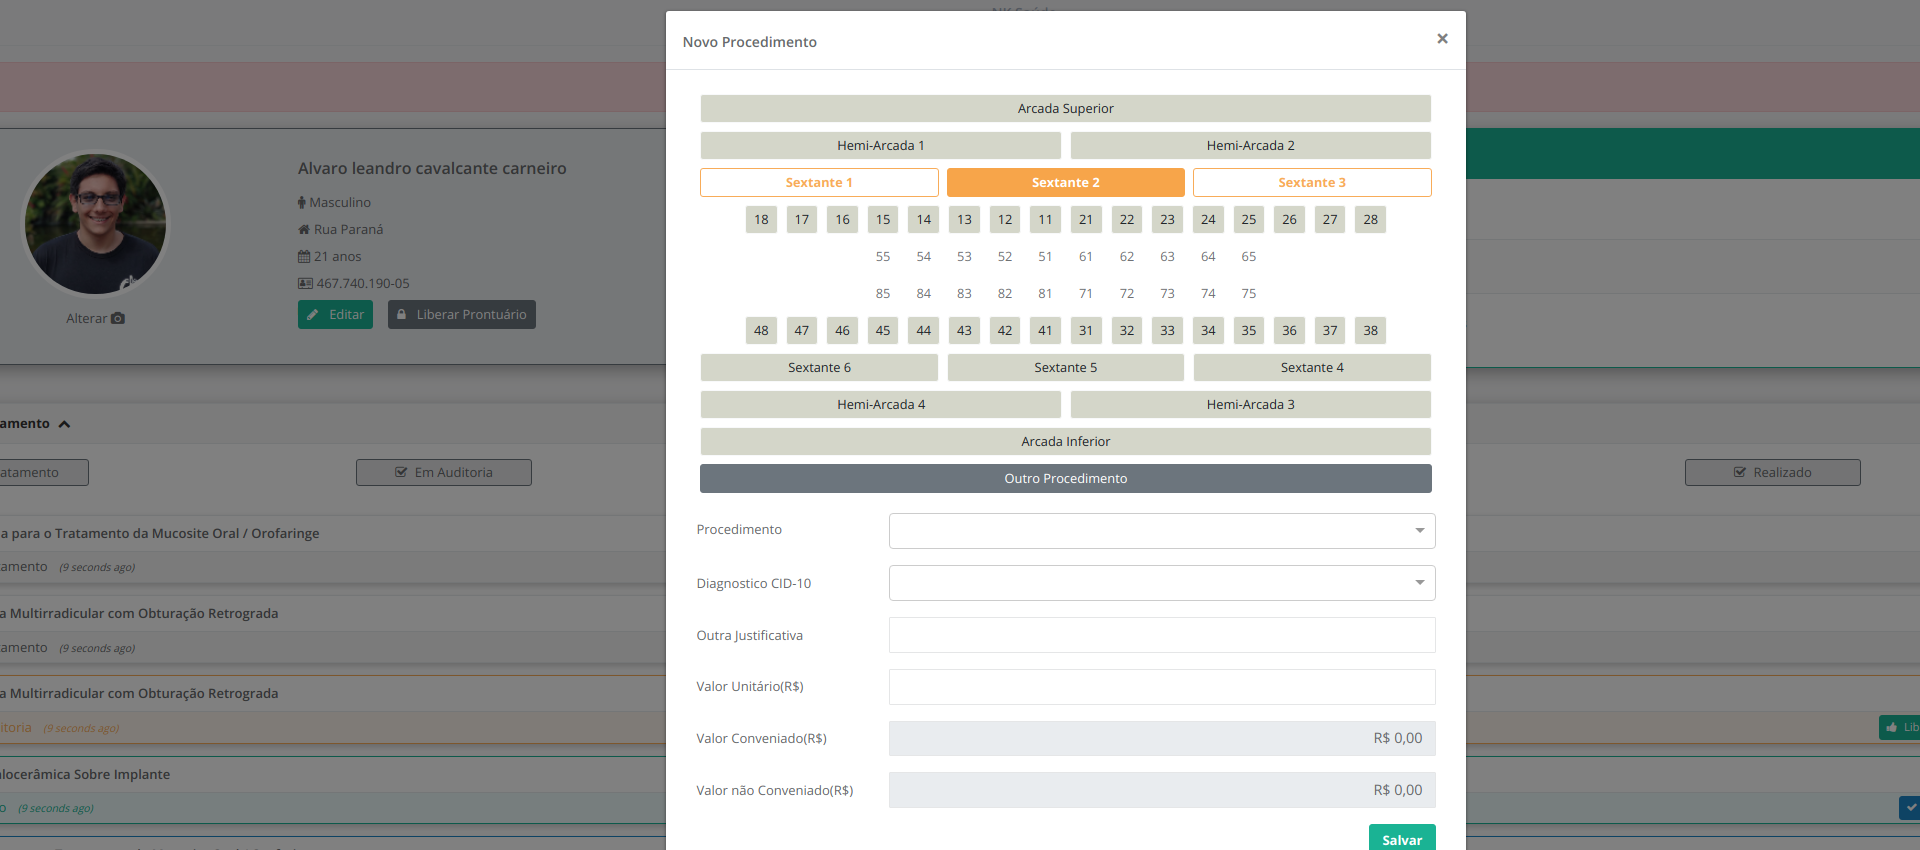 NK Saúde
Novo Procedimento
×
Arcada Superior
Hemi-Arcada 1 Hemi-Arcada 2
Sextante 1 Sextante 2 Sextante 3
18 17 16 15 14 13 12 11 21 22 23 24 25 26 27 28
55 54 53 52 51 61 62 63 64 65
85 84 83 82 81 71 72 73 74 75
48 47 46 45 44 43 42 41 31 32 33 34 35 36 37 38
Sextante 6 Sextante 5 Sextante 4
Hemi-Arcada 4 Hemi-Arcada 3
Arcada Inferior
Outro Procedimento
Procedimento
Diagnostico CID-10
Outra Justificativa
Valor Unitário(R$)
Valor Conveniado(R$) R$ 0,00
Valor não Conveniado(R$) R$ 0,00
Salvar
Alvaro leandro cavalcante carneiro
Masculino
Rua Paraná
21 anos
467.740.190-05
Alterar
Editar Liberar Prontuário
amento
atamento Em Auditoria Realizado
a para o Tratamento da Mucosite Oral / Orofaringe
amento (9 seconds ago)
a Multirradicular com Obturação Retrograda
amento (9 seconds ago)
a Multirradicular com Obturação Retrograda
itoria (9 seconds ago) Lib
alocerâmica Sobre Implante
o (9 seconds ago)